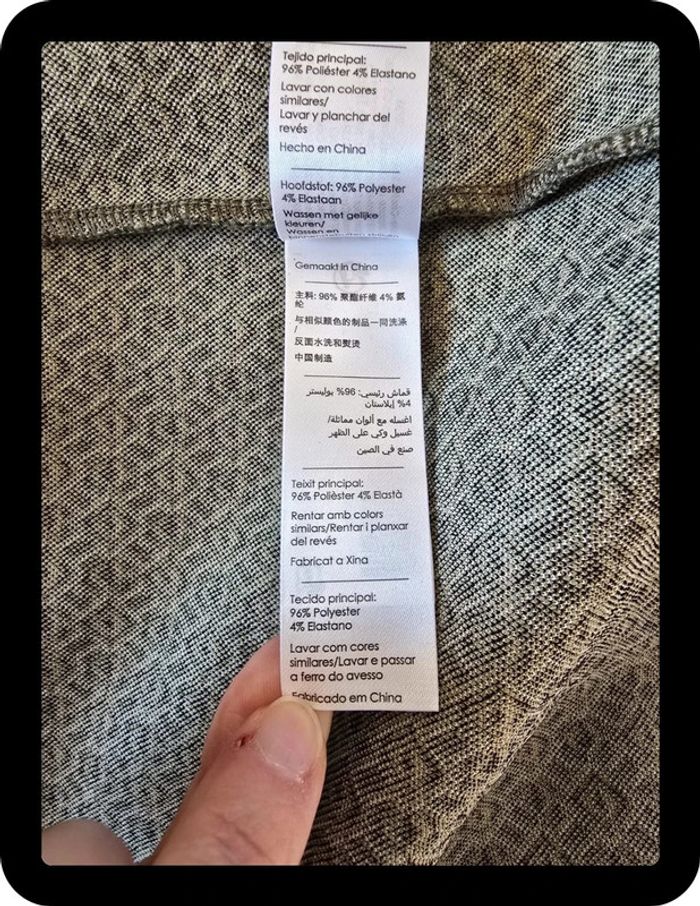 Tejido principal:
96% Poliéster 4% Elastano
Lavar con colores
similares/
Lavar y planchar del
revés
Hecho en China
Hoofdstof: 96% Polyester
4% Elastaan
Wassen met gelijke
kleuren/
Wassen en
Gemaakt in China
主料: 96% 聚酯纤维 4% 氨
纶
与相似颜色的制品一同洗涤
/
反面水洗和熨烫
中国制造
قماش رئيسي: 96% بوليستر
4% إيلاستان
اغسله مع ألوان مماثلة/
غسيل وكي على الظهر
صنع في الصين
Teixit principal:
96% Polièster 4% Elastà
Rentar amb colors
similars/Rentar i planxar
del revés
Fabricat a Xina
Tecido principal:
96% Polyester
4% Elastano
Lavar com cores
similares/Lavar e passar
a ferro do avesso
Fabricado em China